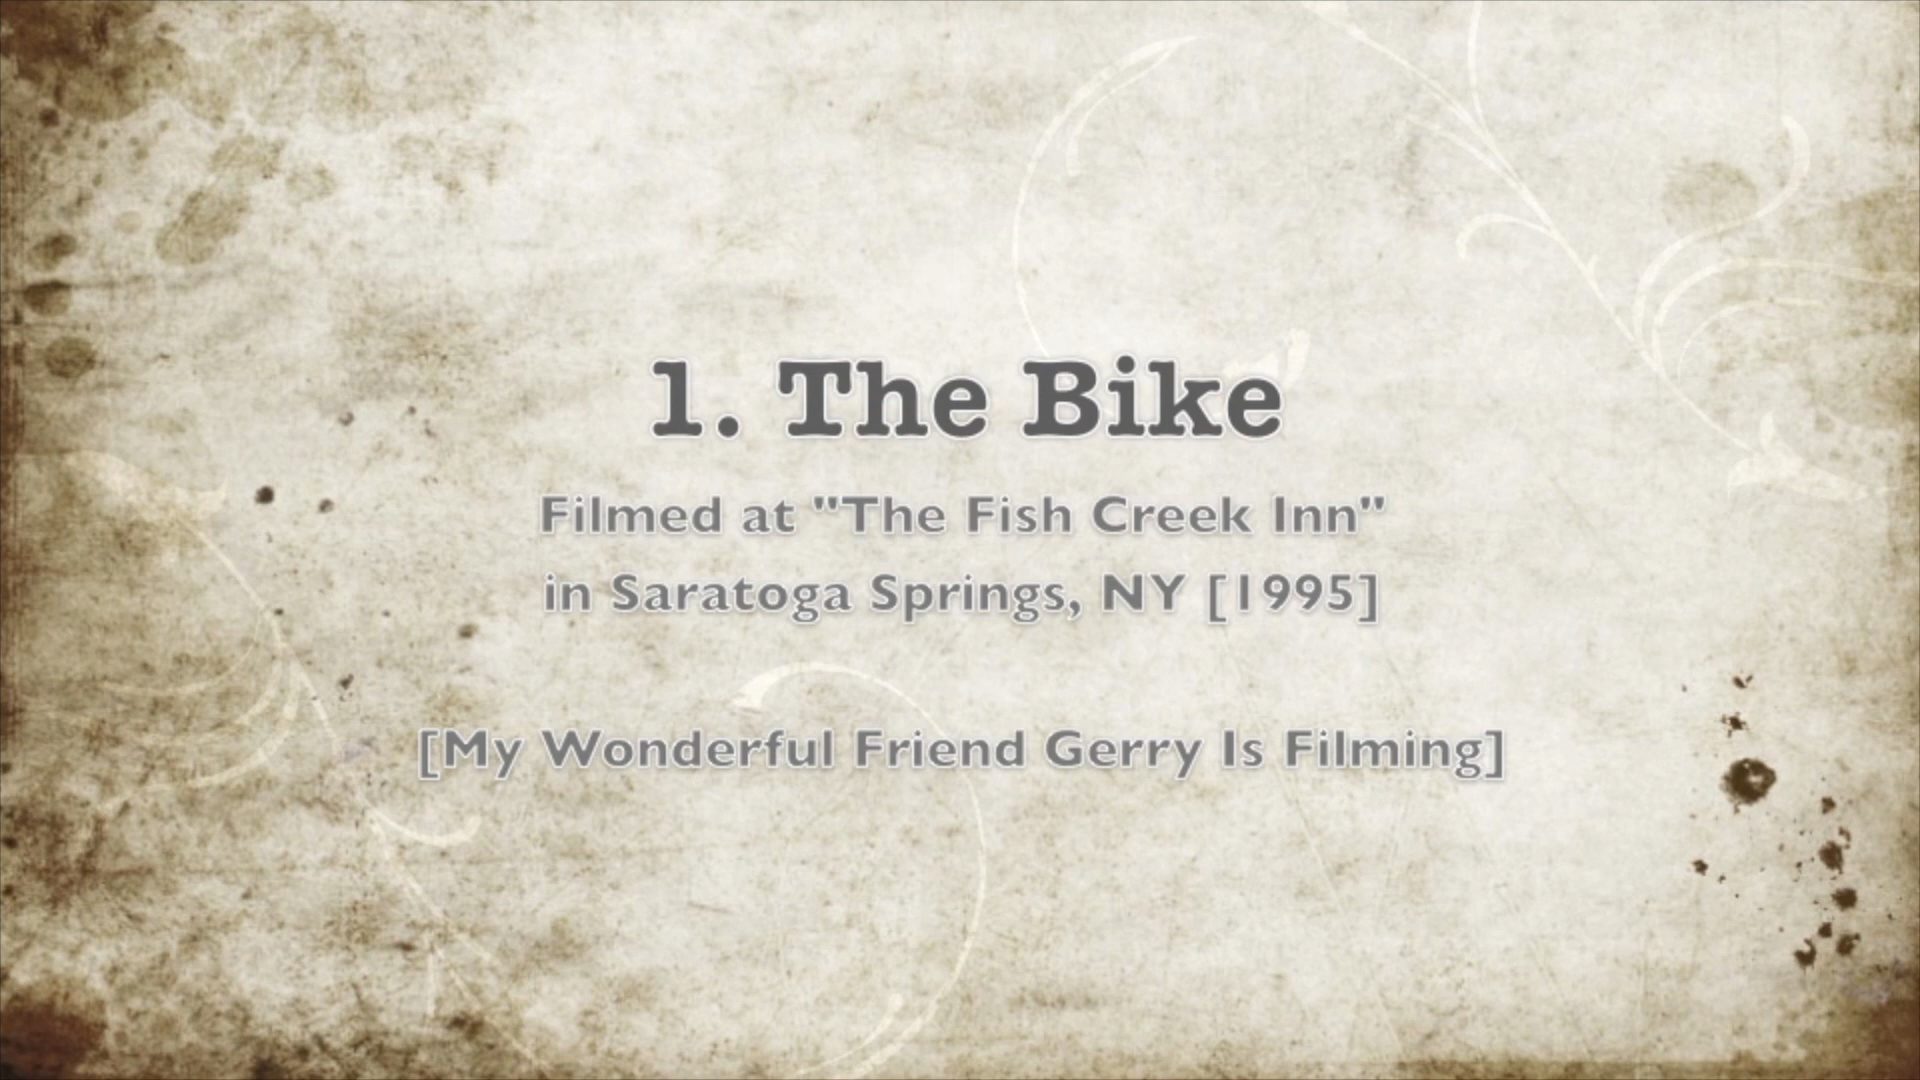 1. The Bike
Filmed at "The Fish Creek Inn"
in Saratoga Springs, NY [1995]
[My Wonderful Friend Gerry Is Filming]